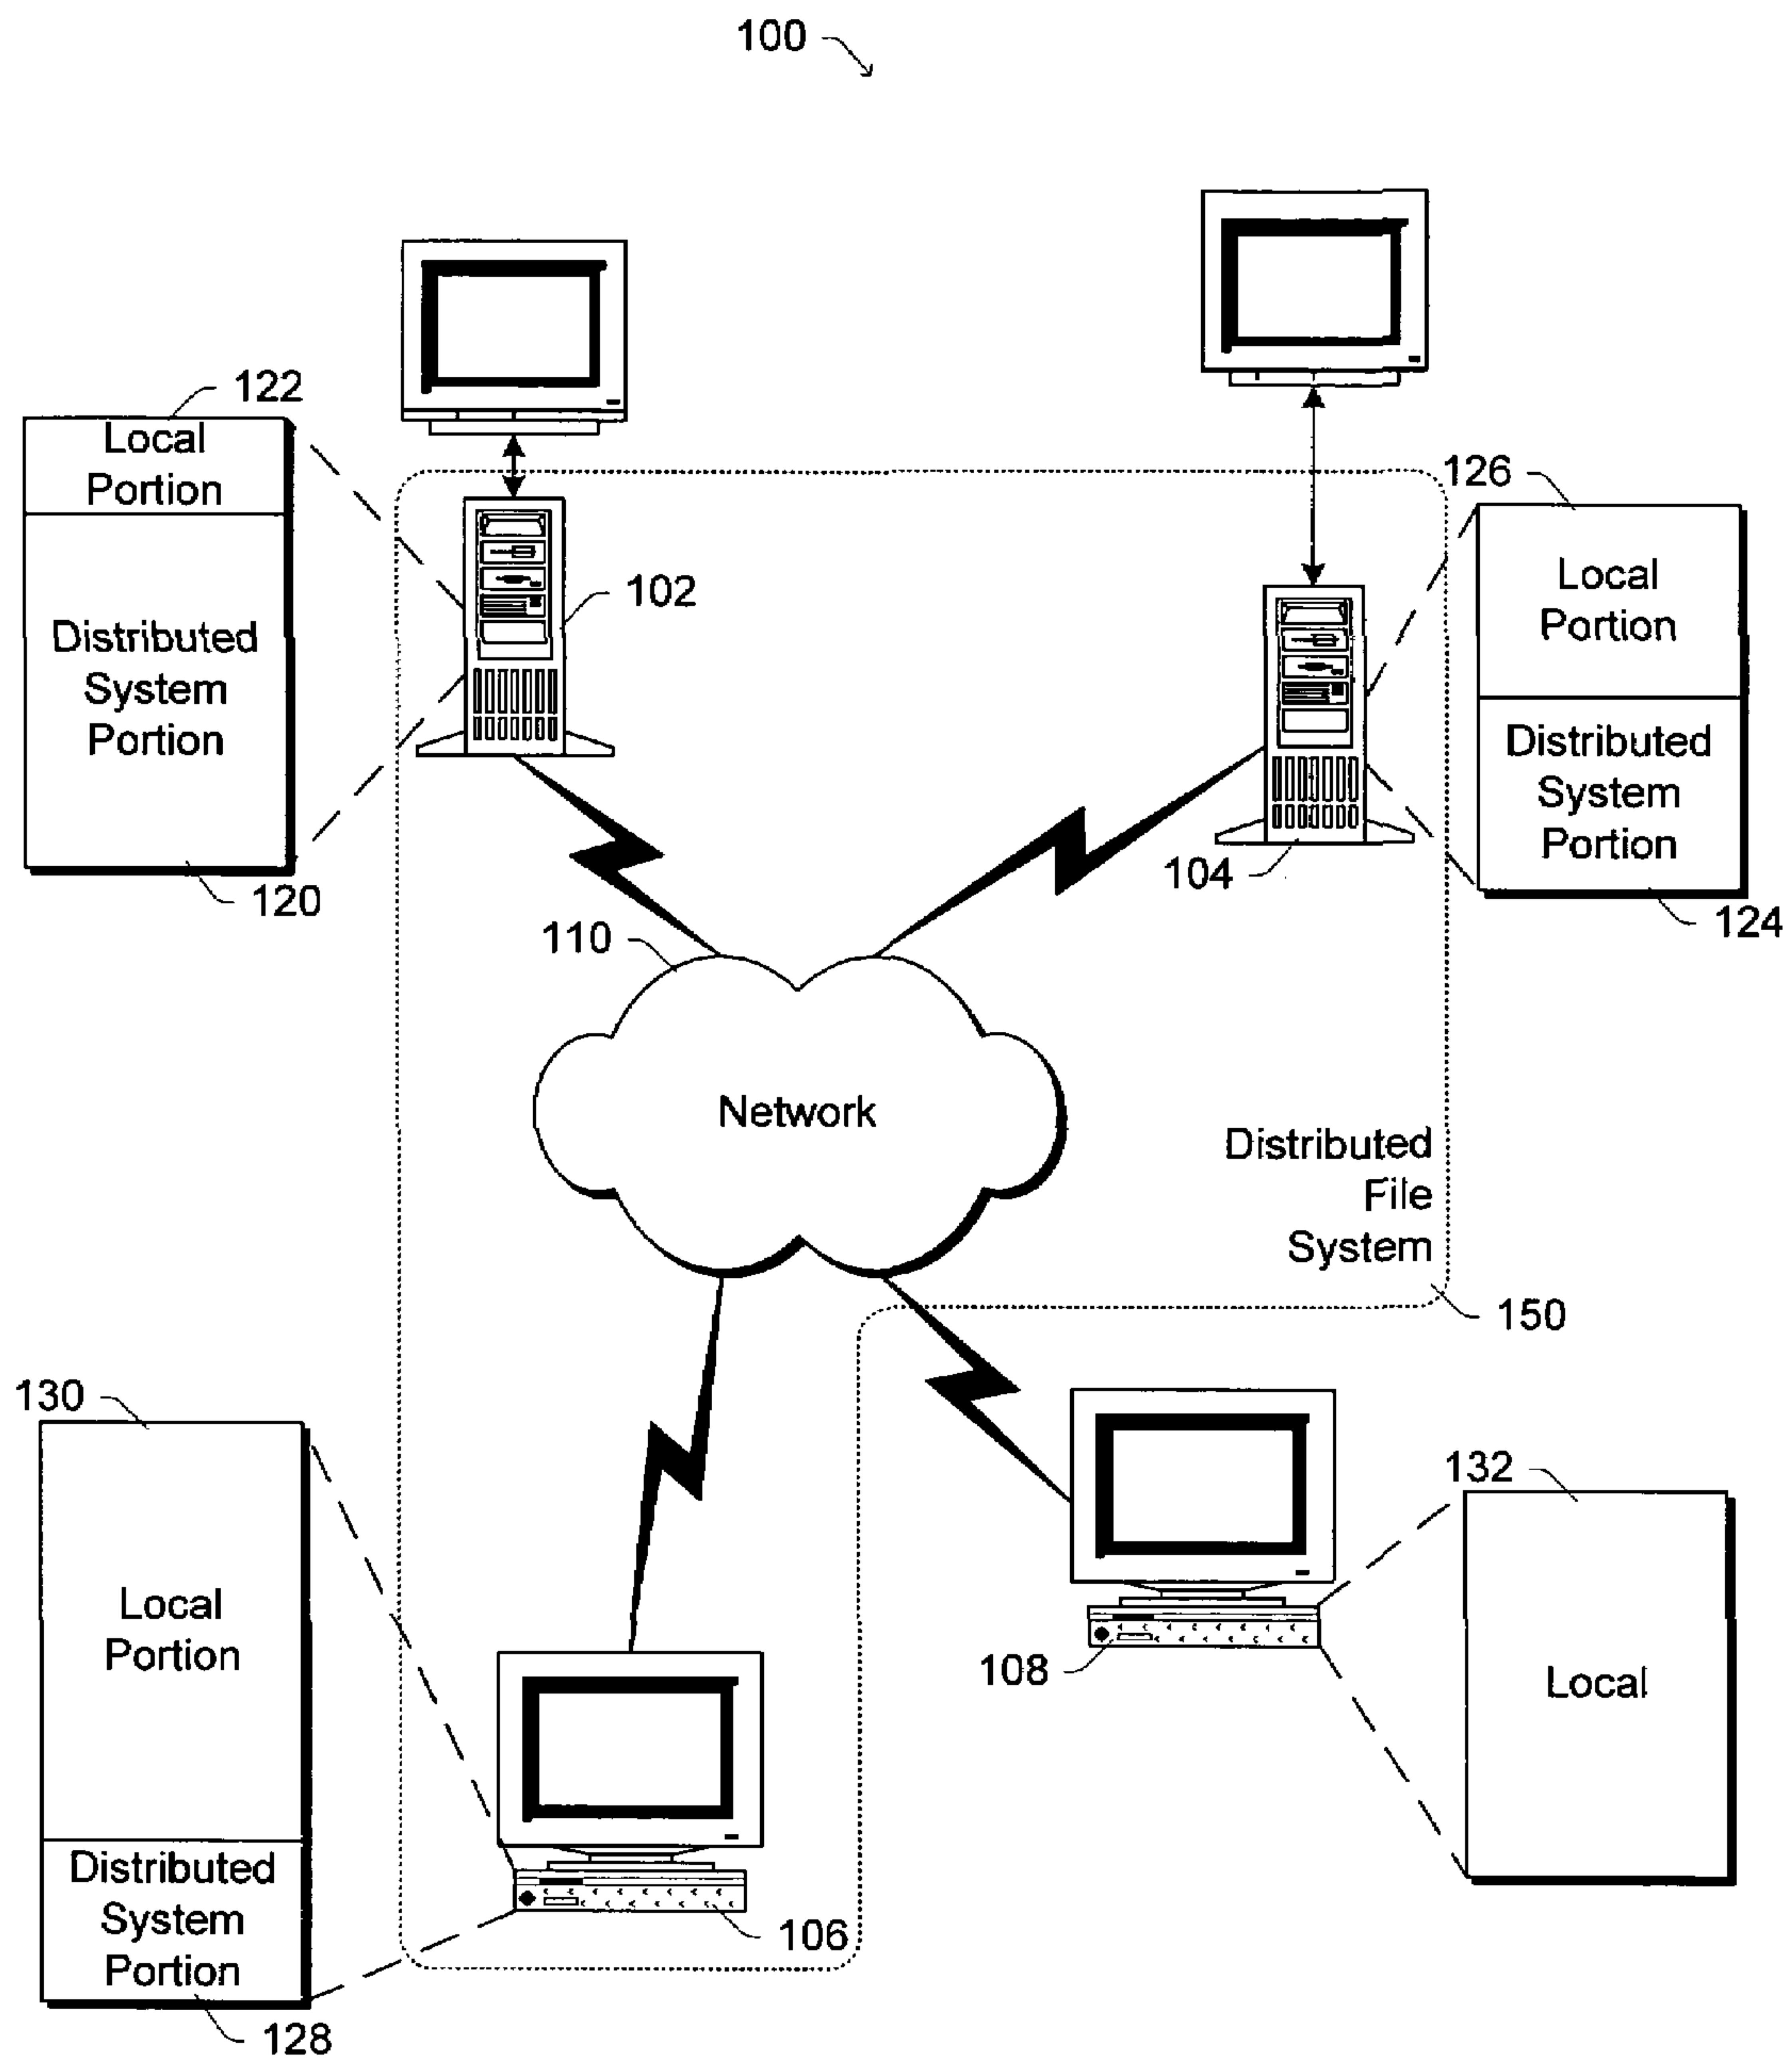 100
122
Local
Portion
Distributed
System
Portion
120
102
126
Local
Portion
Distributed
System
Portion
124
104
110
Network
Distributed
File
System
150
130
Local
Portion
Distributed
System
Portion
128
106
108
132
Local